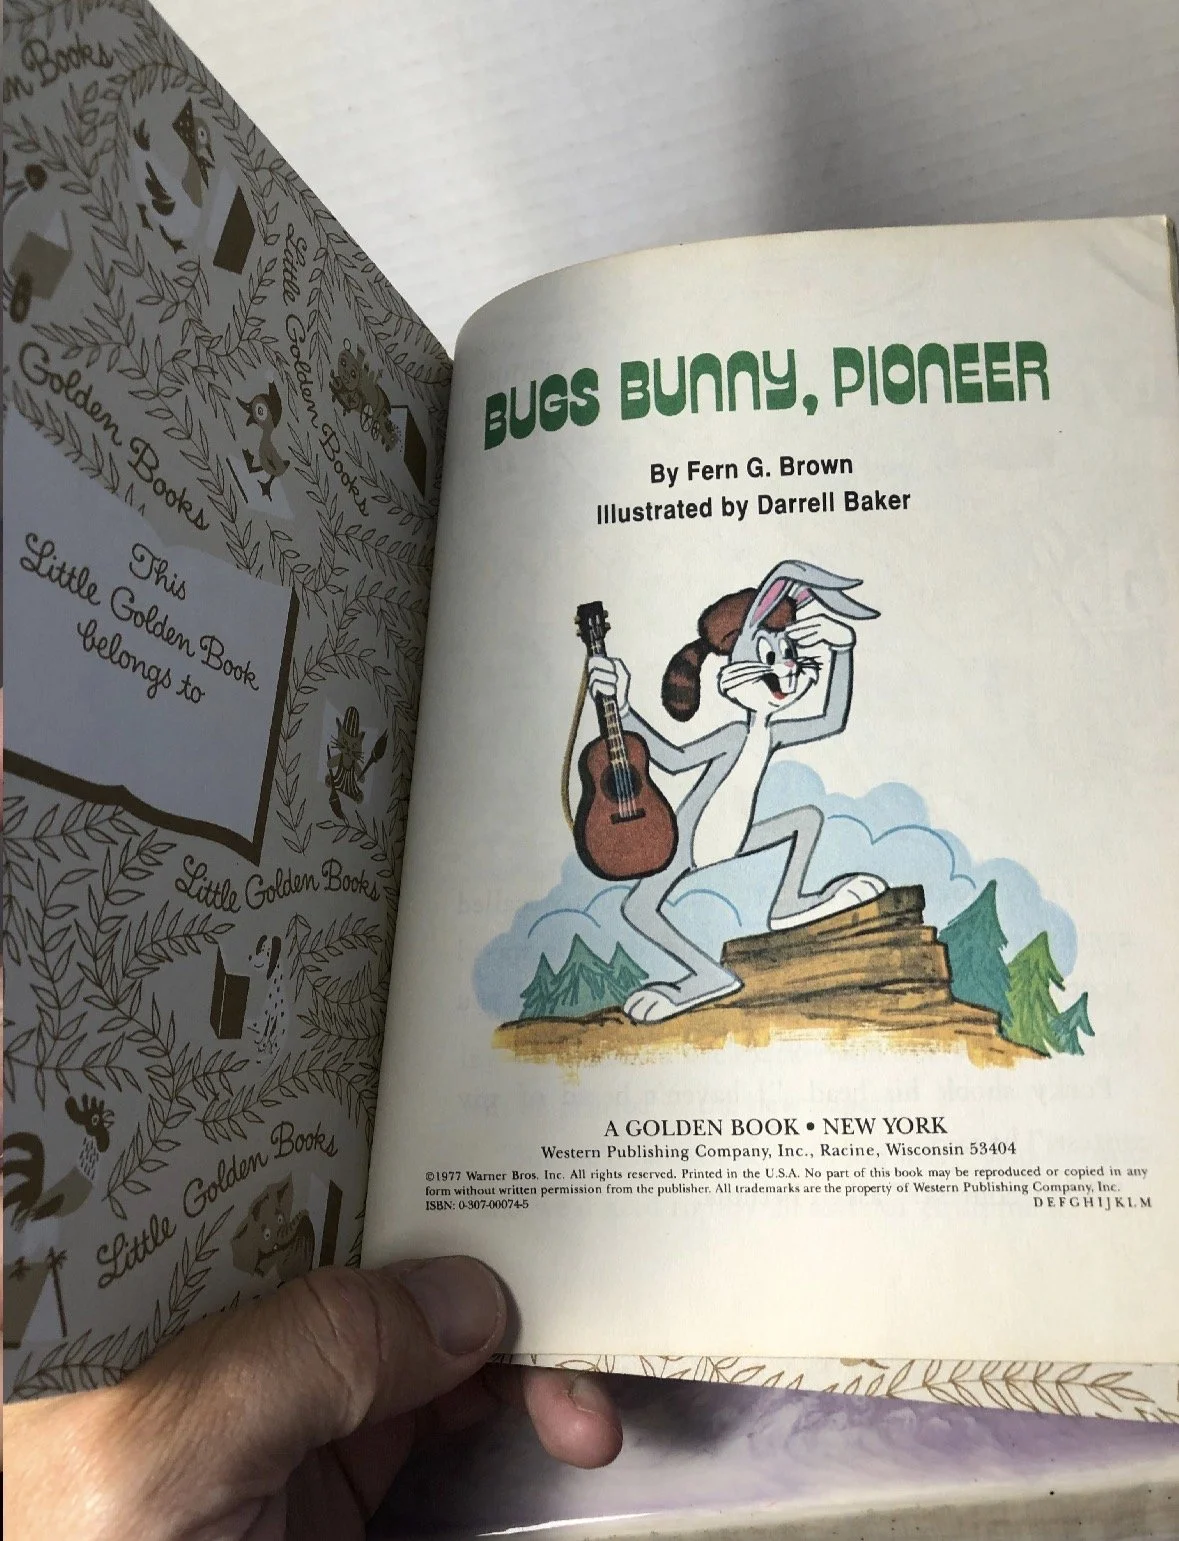 n Books
Little Golden Books
Golden Books
This
Little Golden Book
belongs to
Little Golden Books
Little Golden Books
BUGS BUNNY, PIONEER
By Fern G. Brown
Illustrated by Darrell Baker
A GOLDEN BOOK • NEW YORK
Western Publishing Company, Inc., Racine, Wisconsin 53404
©1977 Warner Bros. Inc. All rights reserved. Printed in the U.S.A. No part of this book may be reproduced or copied in any
form without written permission from the publisher. All trademarks are the property of Western Publishing Company, Inc.
ISBN: 0-307-00074-5
D E F G H I J K L M